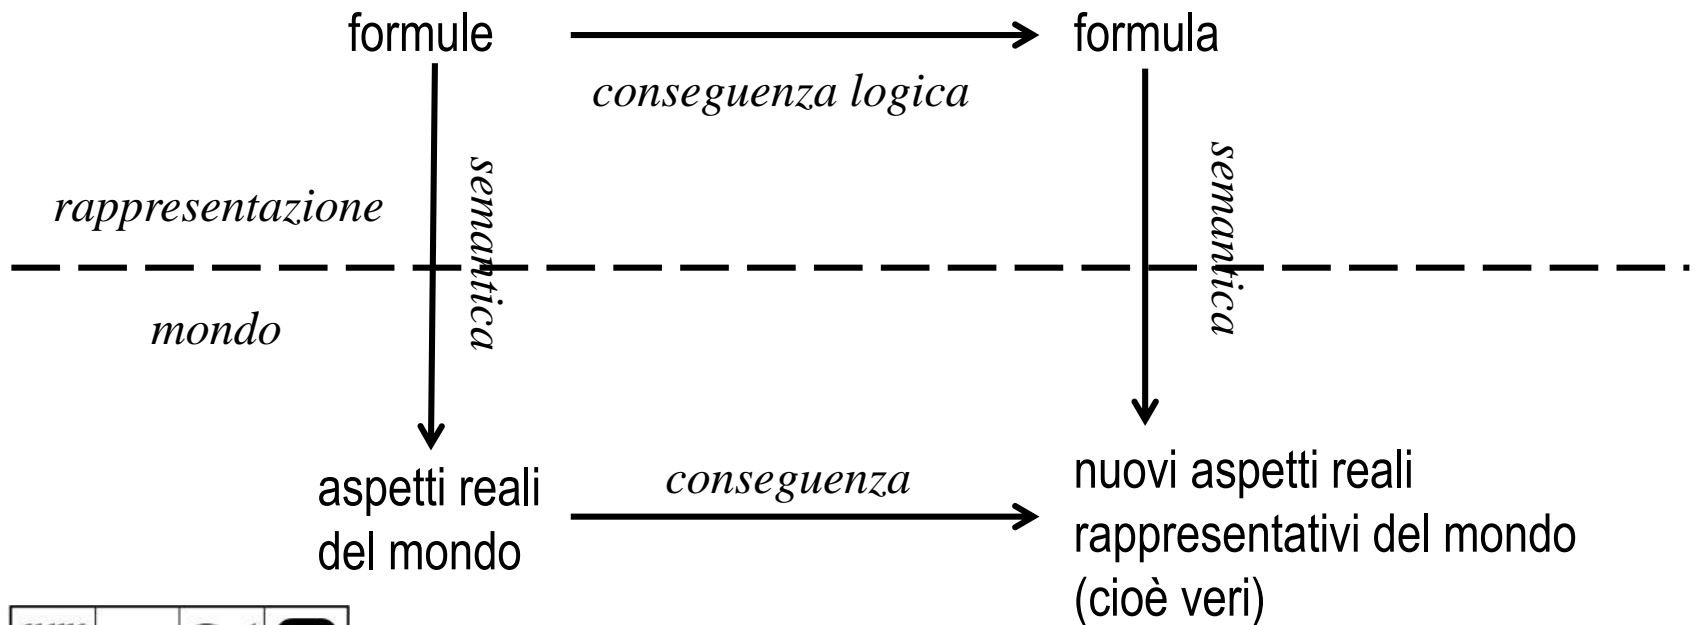 formule
formula
conseguenza logica
semantica
semantica
rappresentazione
mondo
aspetti reali
del mondo
conseguenza
nuovi aspetti reali
rappresentativi del mondo
(cioè veri)